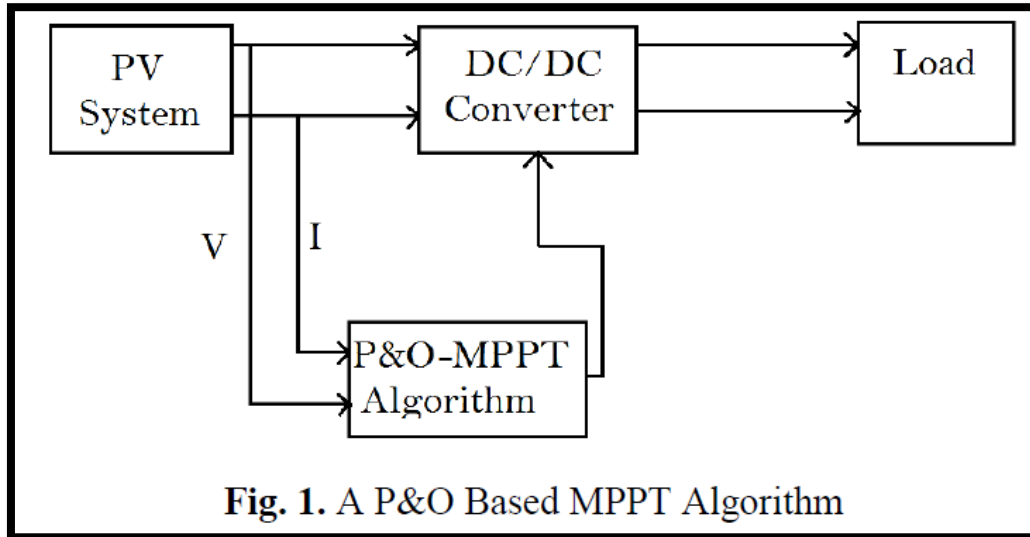 PV
System
DC/DC
Converter
Load
V
I
P&O-MPPT
Algorithm
Fig. 1. A P&O Based MPPT Algorithm